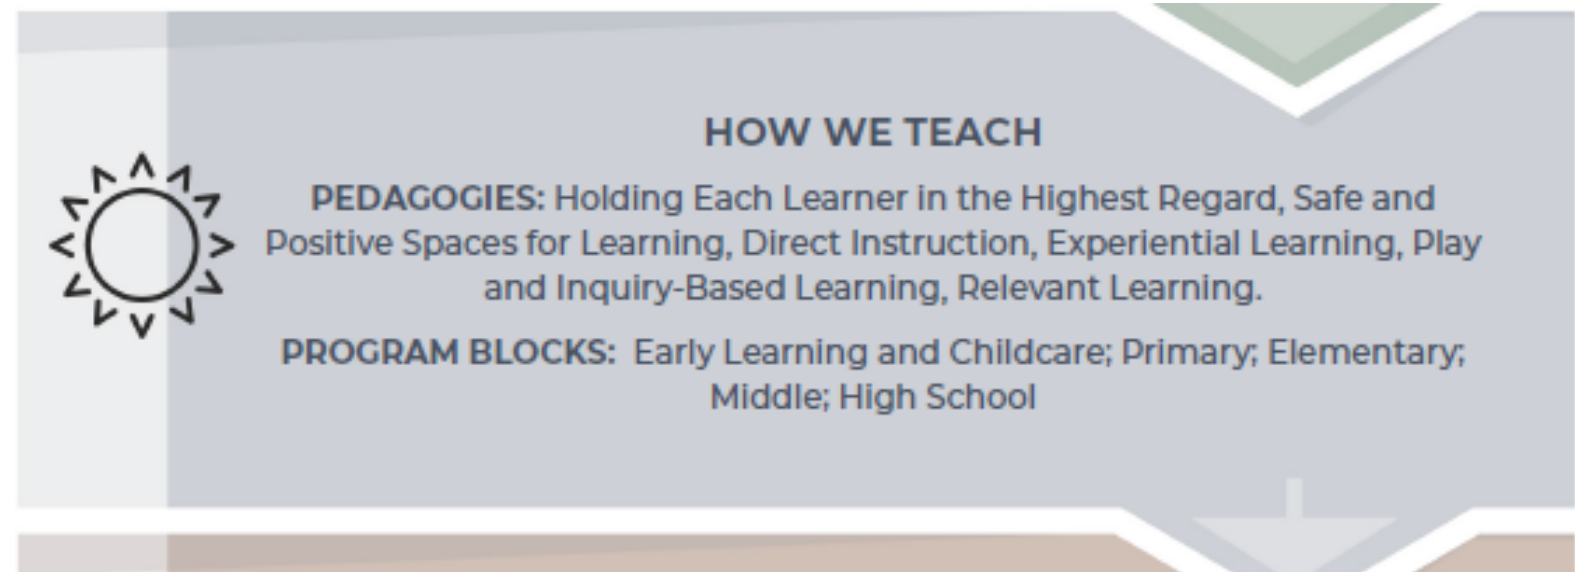 HOW WE TEACH
PEDAGOGIES: Holding Each Learner in the Highest Regard, Safe and
Positive Spaces for Learning, Direct Instruction, Experiential Learning, Play
and Inquiry-Based Learning, Relevant Learning.
PROGRAM BLOCKS:  Early Learning and Childcare; Primary; Elementary;
Middle; High School